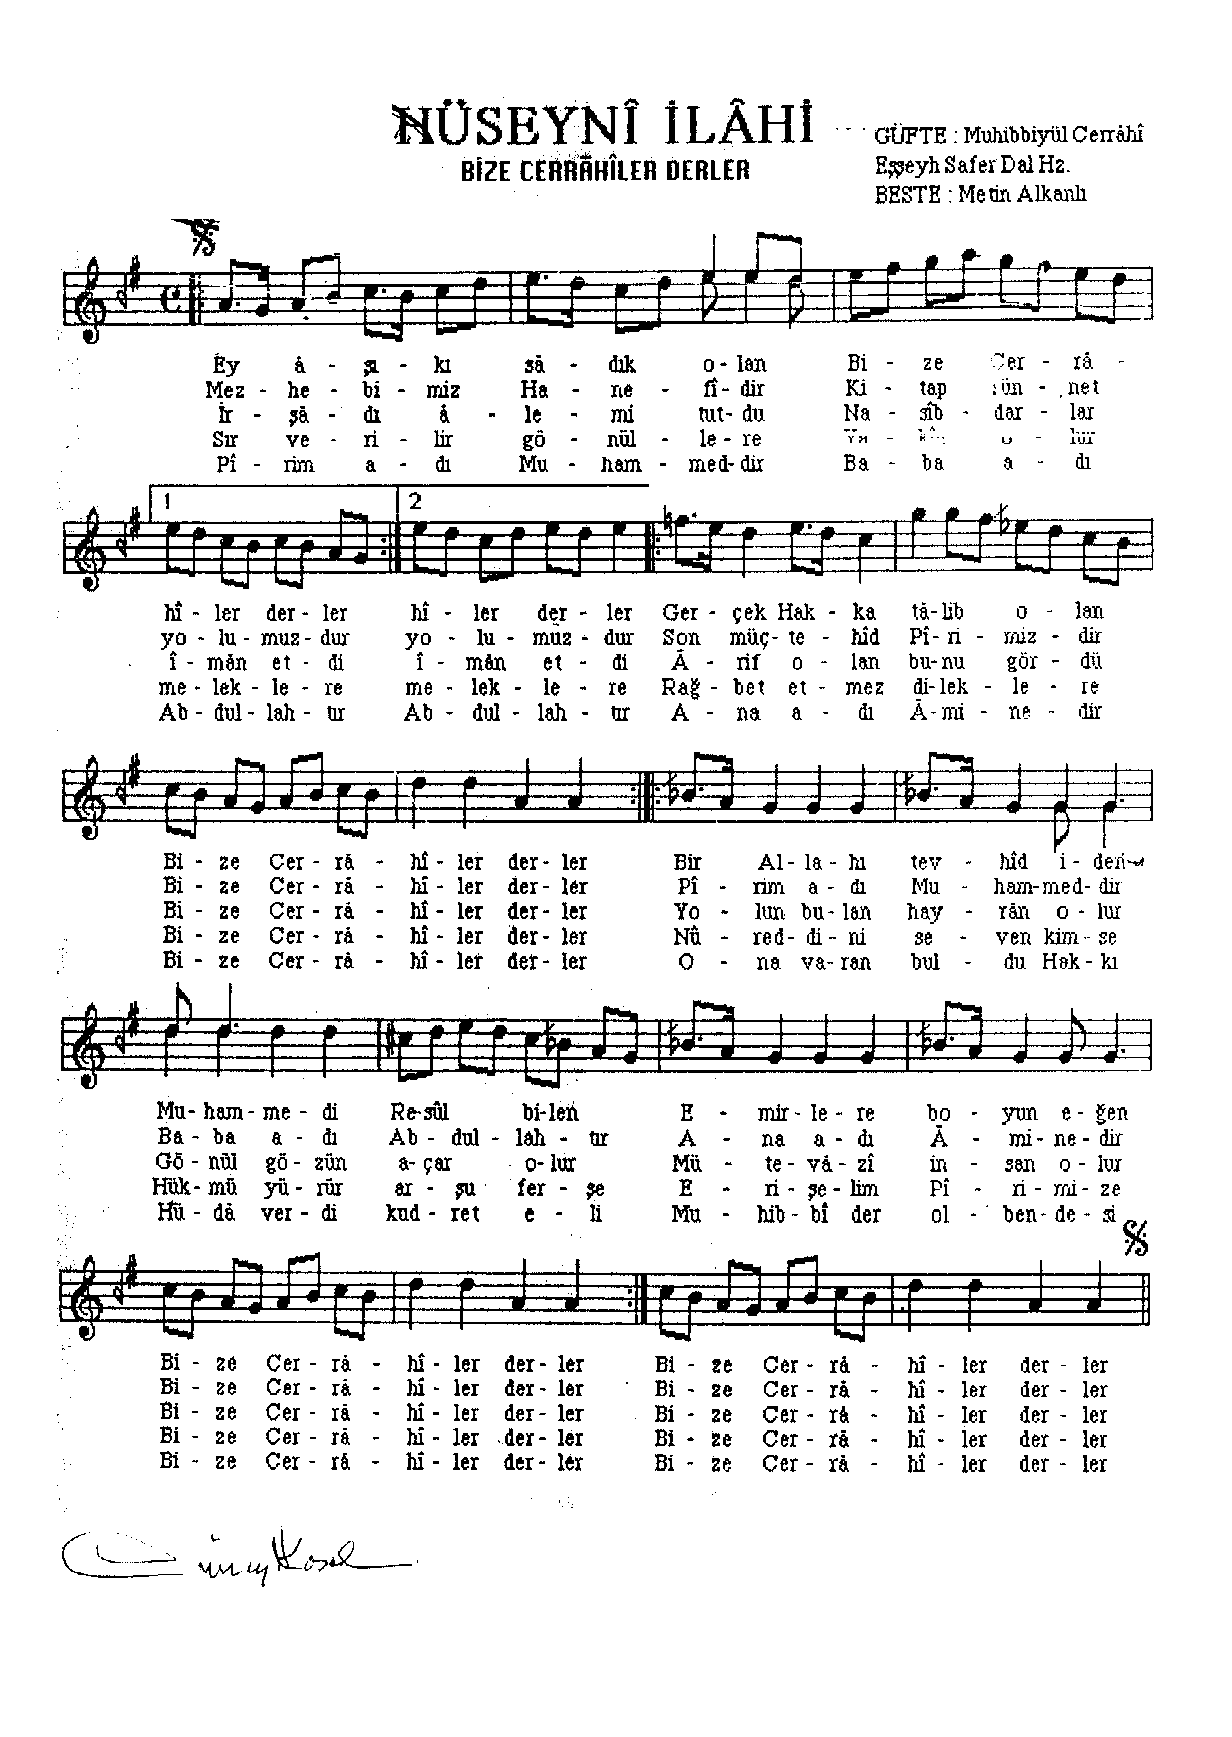 HÜSEYNÎ İLÂHİ
BİZE CERRÂHÎLER DERLER
GÜFTE : Muhibbiyül Cerrâhî
Eşşeyh Safer Dal Hz.
BESTE : Metin Alkanlı
Ey â - şı - kı sâ - dık o - lan Bi - ze Cer - râ -
Mez - he - bi - miz Ha - ne - fî - dir Ki - tap sün - net
İr - şâ - dı â - le - mi tut - du Na - sîb - dar - lar
Sır ve - ri - lir gö - nül - le - re o - lur
Pî - rim a - dı Mu - ham - med - dir Ba - ba a - dı
1 2
hî - ler der - ler hî - ler der - ler Ger - çek Hak - ka tâ - lib o - lan
yo - lu - muz - dur yo - lu - muz - dur Son müç - te - hîd Pî - ri - miz - dir
î - mân et - di î - mân et - di Â - rif o - lan bu - nu gör - dü
me - lek - le - re me - lek - le - re Rağ - bet et - mez di - lek - le - re
Ab - dul - lah - tır Ab - dul - lah - tır A - na a - dı Â - mi - ne - dir
Bi - ze Cer - râ - hî - ler der - ler Bir Al - la - hı tev - hîd i - den
Bi - ze Cer - râ - hî - ler der - ler Pî - rim a - dı Mu - ham - med - dir
Bi - ze Cer - râ - hî - ler der - ler Yo - lun bu - lan hay - rân o - lur
Bi - ze Cer - râ - hî - ler der - ler Nû - red - di - ni se - ven kim - se
Bi - ze Cer - râ - hî - ler der - ler O - na va - ran bul - du Hak - kı
Mu - ham - me - di Re - sûl bi - len E - mir - le - re bo - yun e - ğen
Ba - ba a - dı Ab - dul - lah - tır A - na a - dı Â - mi - ne - dir
Gö - nül gö - zün a - çar o - lur Mü - te - vâ - zî in - san o - lur
Hük - mü yü - rür ar - şu fer - şe E - ri - şe - lim Pî - ri - mi - ze
Hü - dâ ver - di kud - ret e - li Mu - hib - bî der ol - ben - de - si
Bi - ze Cer - râ - hî - ler der - ler Bi - ze Cer - râ - hî - ler der - ler
Bi - ze Cer - râ - hî - ler der - ler Bi - ze Cer - râ - hî - ler der - ler
Bi - ze Cer - râ - hî - ler der - ler Bi - ze Cer - râ - hî - ler der - ler
Bi - ze Cer - râ - hî - ler der - ler Bi - ze Cer - râ - hî - ler der - ler
Bi - ze Cer - râ - hî - ler der - ler Bi - ze Cer - râ - hî - ler der - ler